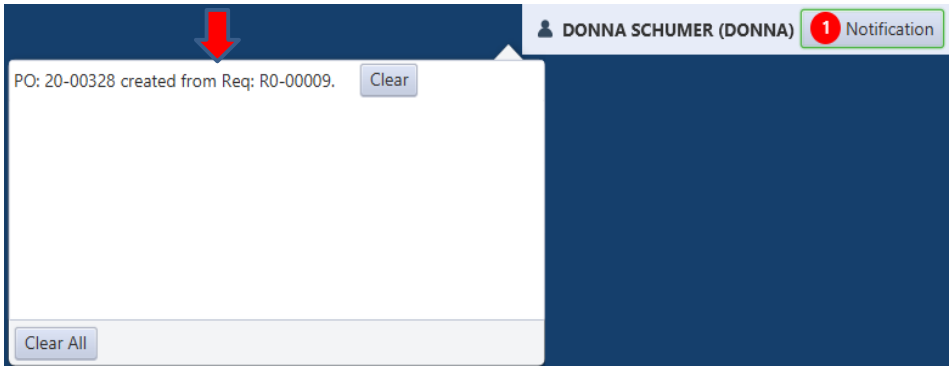 DONNA SCHUMER (DONNA) 1 Notification
PO: 20-00328 created from Req: R0-00009. Clear
Clear All